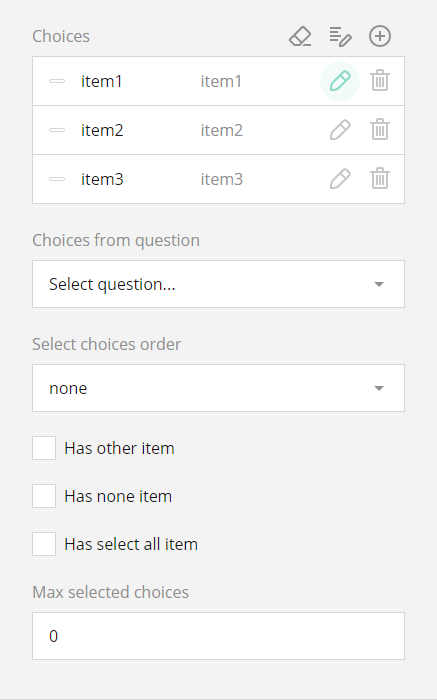 Choices
item1 item1
item2 item2
item3 item3
Choices from question
Select question...
Select choices order
none
Has other item
Has none item
Has select all item
Max selected choices
0